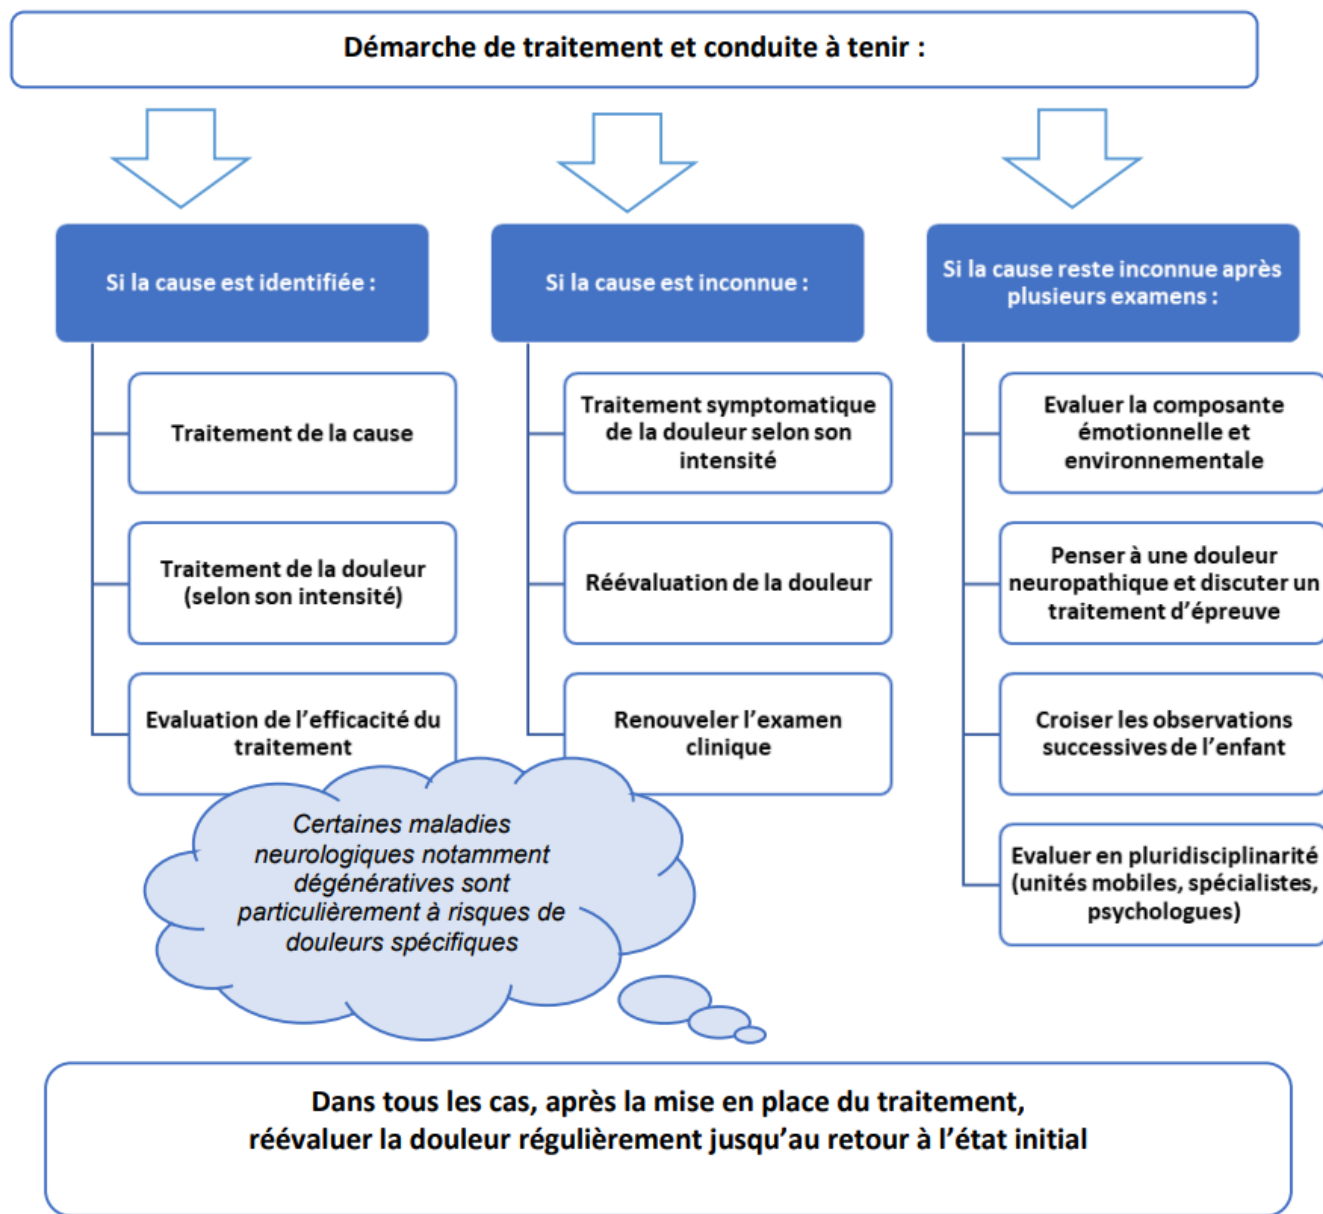 Démarche de traitement et conduite à tenir :
Si la cause est identifiée :
Traitement de la cause
Traitement de la douleur
(selon son intensité)
Evaluation de l'efficacité du
traitement
Si la cause est inconnue :
Traitement symptomatique
de la douleur selon son
intensité
Réévaluation de la douleur
Renouveler l'examen
clinique
Si la cause reste inconnue après
plusieurs examens :
Evaluer la composante
émotionnelle et
environnementale
Penser à une douleur
neuropathique et discuter un
traitement d'épreuve
Croiser les observations
successives de l'enfant
Evaluer en pluridisciplinarité
(unités mobiles, spécialistes,
psychologues)
Certaines maladies
neurologiques notamment
dégénératives sont
particulièrement à risques de
douleurs spécifiques
Dans tous les cas, après la mise en place du traitement,
réévaluer la douleur régulièrement jusqu'au retour à l'état initial